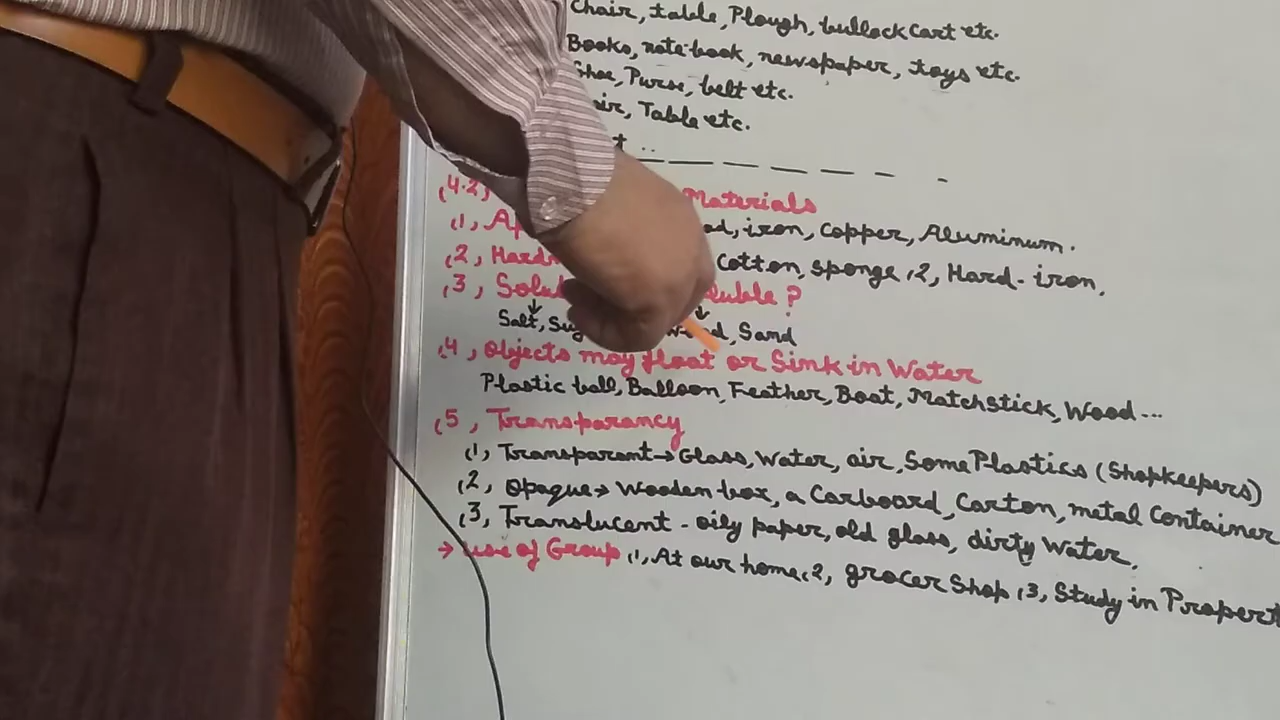 Chair, table, Plough, bullock Cart etc.
Books, note book, newspaper, toys etc.
Shoe, Purse, belt etc.
Table etc.
(4.2) Materials
(1) iron, Copper, Aluminum.
(2) Cotton, Sponge (2) Hard - iron,
(3) ?
Salt, Sand
(4) Objects may float or Sink in Water
Plastic ball, Balloon, Feather, Boat, Matchstick, Wood ...
(5) Transparancy
(1) Transparant → Glass, Water, air, Some Plastics (Shopkeepers)
(2) Opaque → Wooden box, a Carboard, Carton, metal Container
(3) Translucent - oily paper, old glass, dirty Water.
→ use of Group (1) At our home (2) grocer Shop (3) Study in